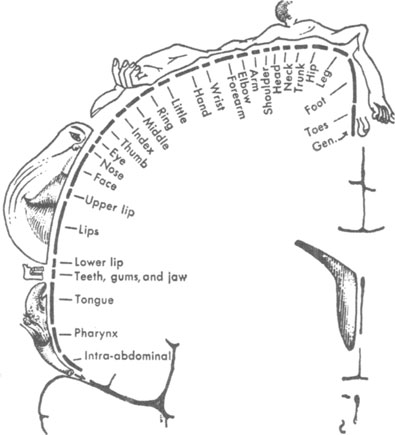 Little
Hand
Wrist
Forearm
Elbow
Arm
Shoulder
Head
Neck
Trunk
Hip
Leg
Foot
Toes
Gen.
Ring
Middle
Index
Thumb
Eye
Nose
Face
Upper lip
Lips
Lower lip
Teeth, gums, and jaw
Tongue
Pharynx
Intra-abdominal